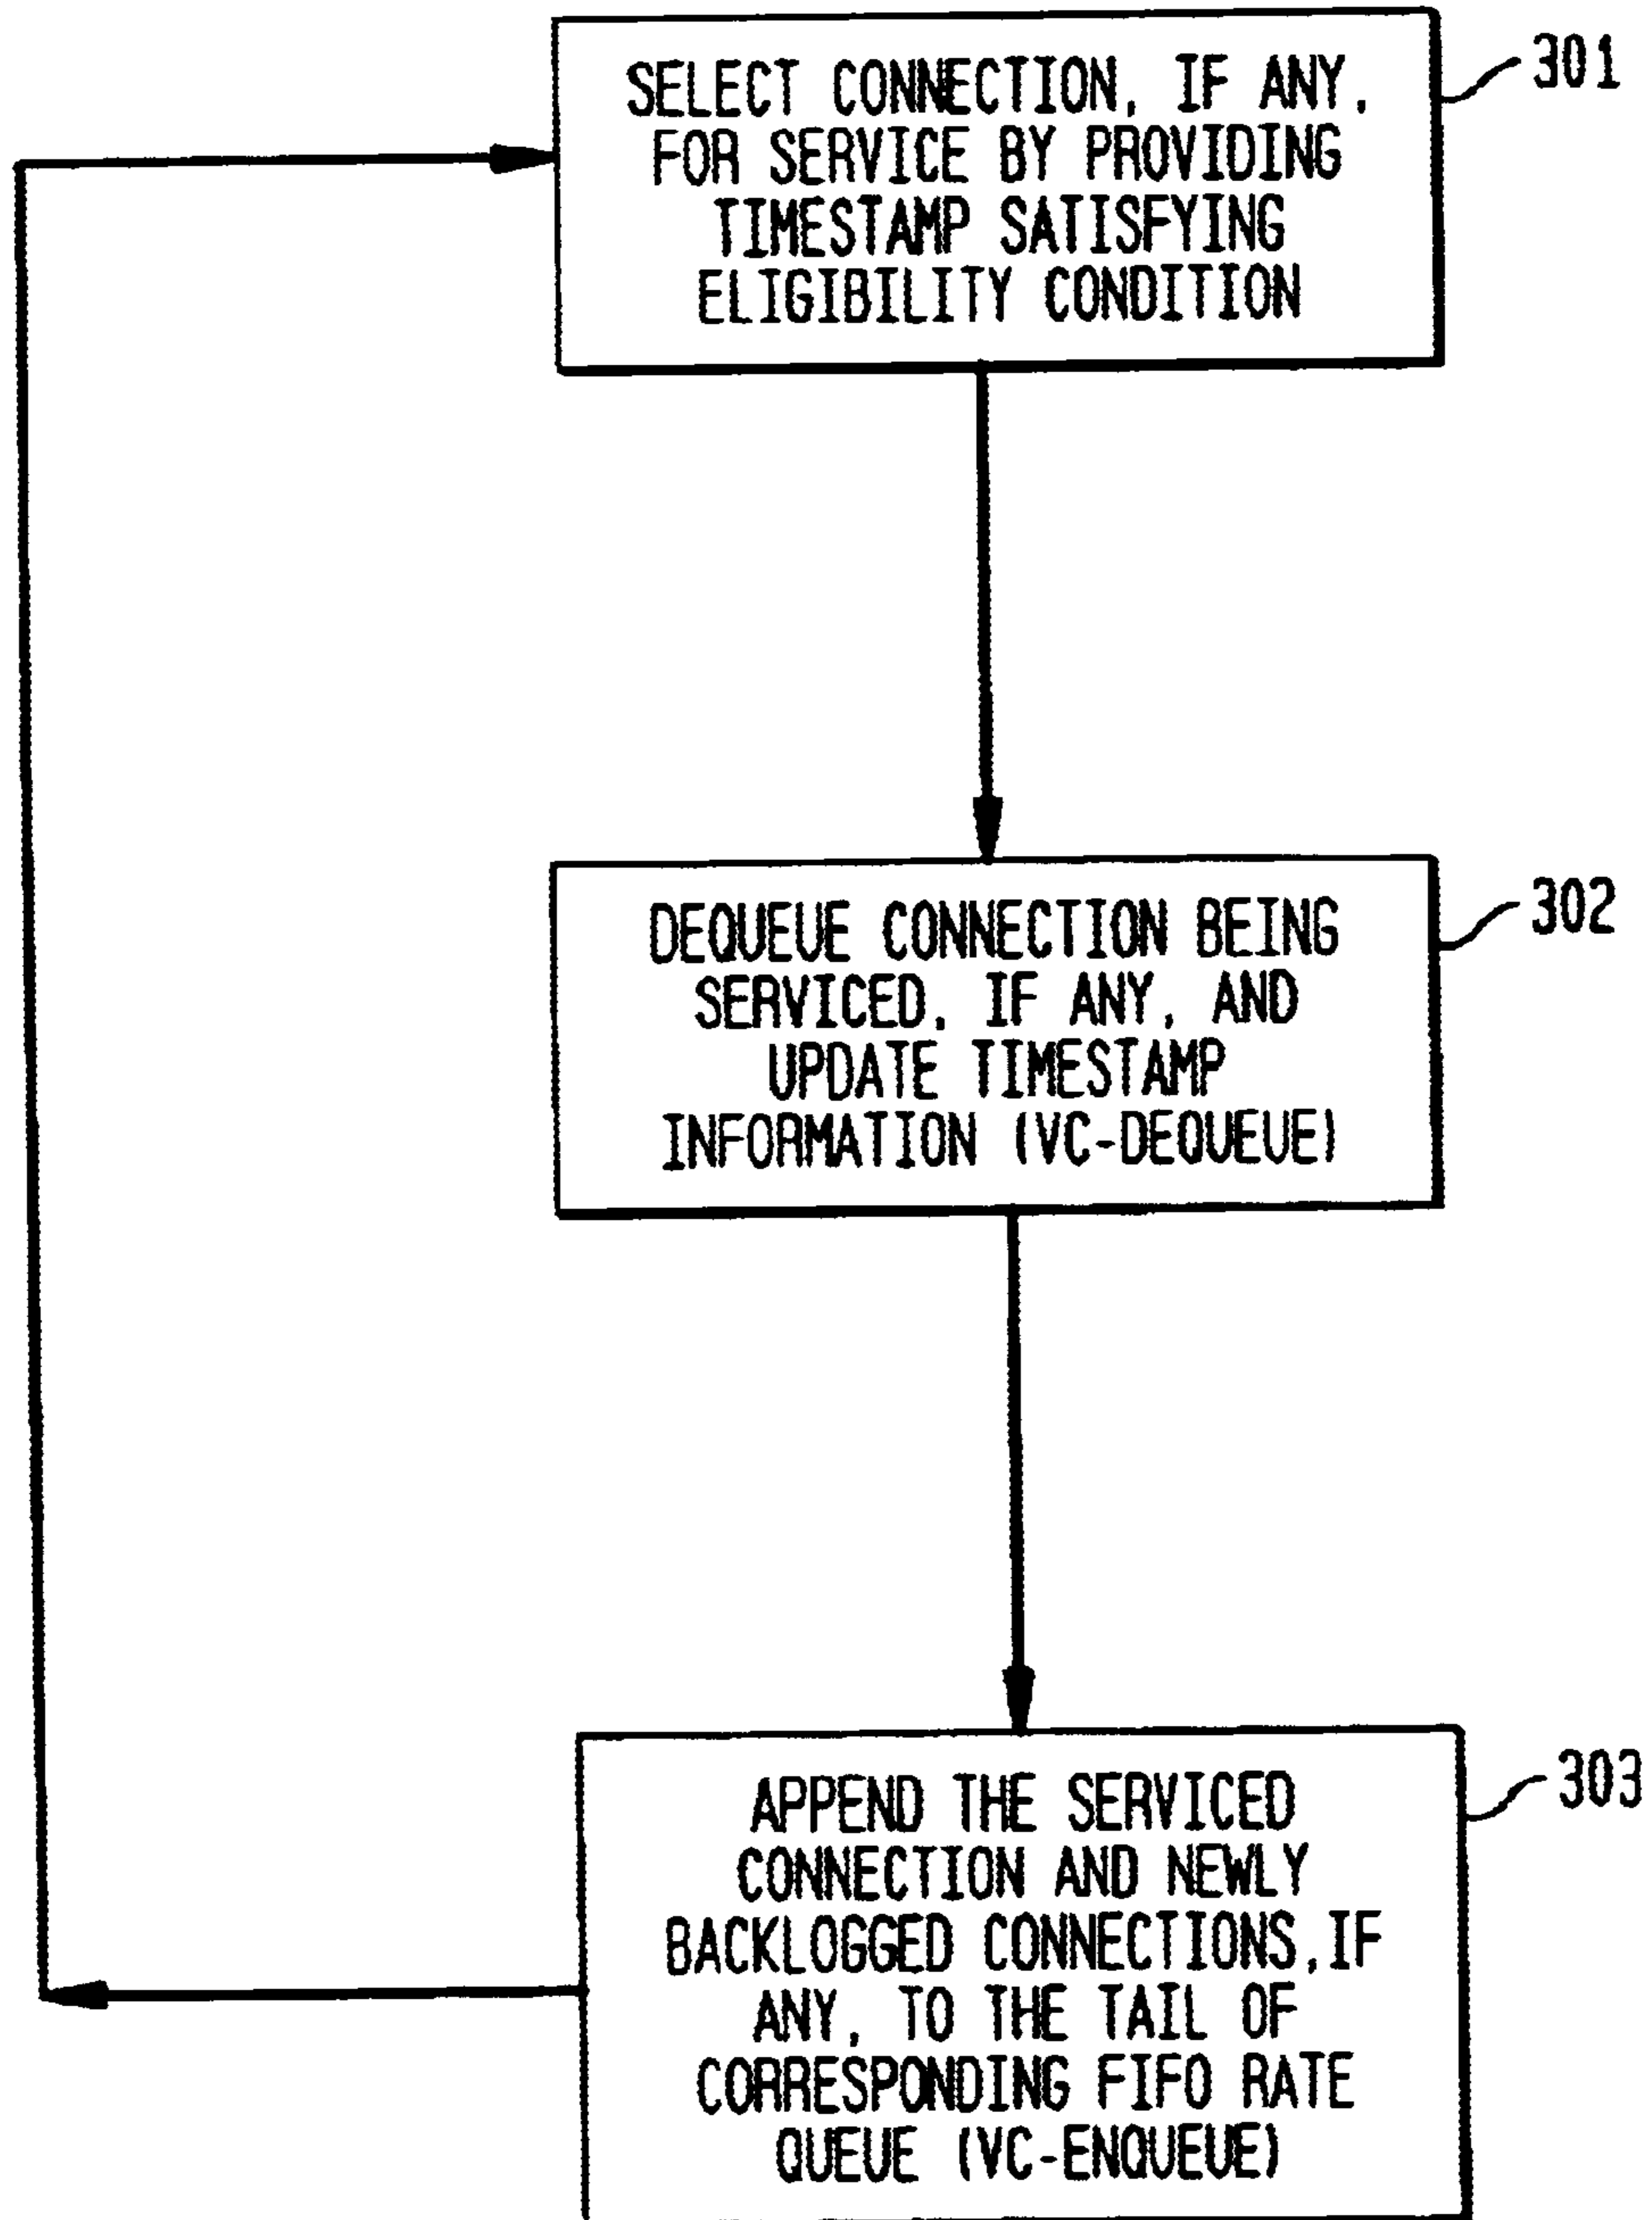 SELECT CONNECTION, IF ANY,
FOR SERVICE BY PROVIDING
TIMESTAMP SATISFYING
ELIGIBILITY CONDITION
301
DEQUEUE CONNECTION BEING
SERVICED, IF ANY, AND
UPDATE TIMESTAMP
INFORMATION (VC-DEQUEUE)
302
APPEND THE SERVICED
CONNECTION AND NEWLY
BACKLOGGED CONNECTIONS,IF
ANY, TO THE TAIL OF
CORRESPONDING FIFO RATE
QUEUE (VC-ENQUEUE)
303